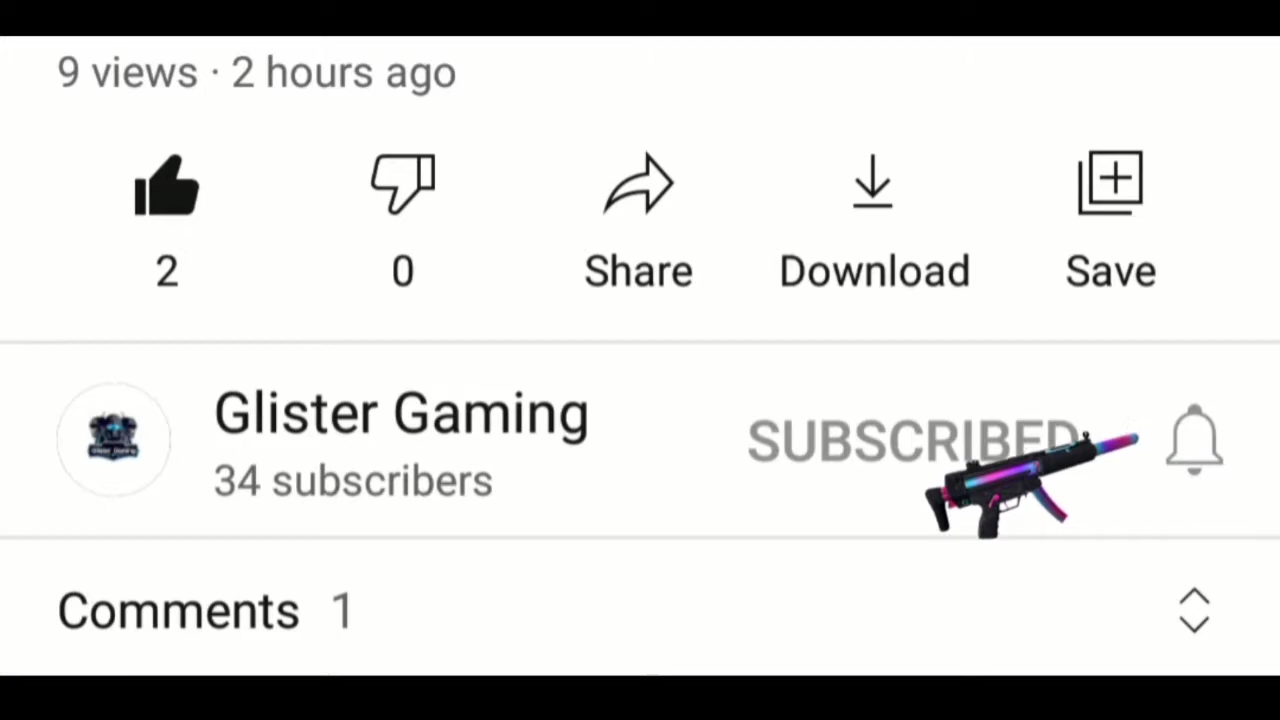 9 views · 2 hours ago
2
0
Share
Download
Save
Glister Gaming
SUBSCRIBED
34 subscribers
Comments 1